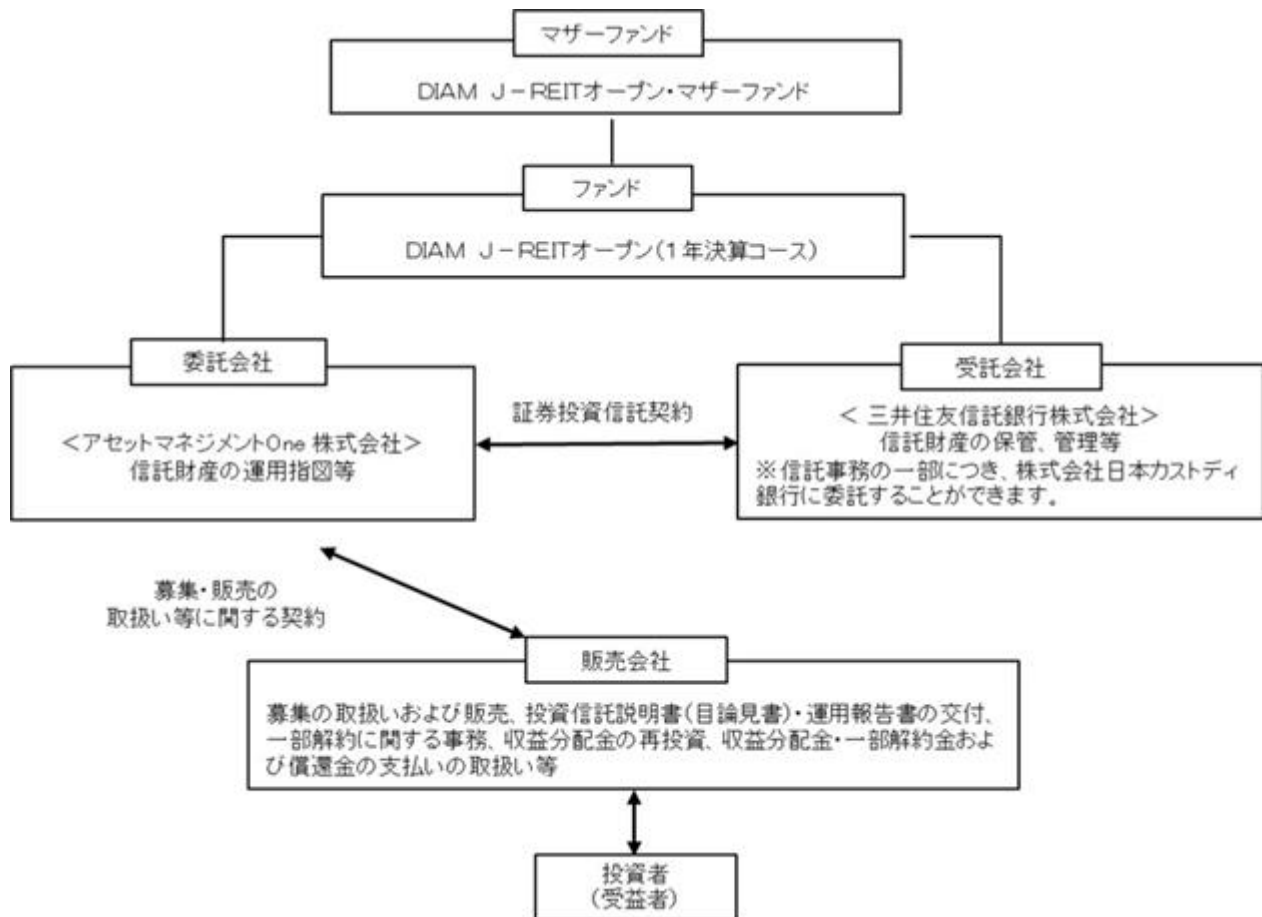 マザーファンド
DIAM J-REITオープン・マザーファンド
ファンド
DIAM J-REITオープン(1年決算コース)
委託会社
<アセットマネジメントOne 株式会社>
信託財産の運用指図等
証券投資信託契約
受託会社
< 三井住友信託銀行株式会社>
信託財産の保管、管理等
※信託事務の一部につき、株式会社日本カストディ
銀行に委託することができます。
募集・販売の
取扱い等に関する契約
販売会社
募集の取扱いおよび販売、投資信託説明書(目論見書)・運用報告書の交付、
一部解約に関する事務、収益分配金の再投資、収益分配金・一部解約金およ
び償還金の支払いの取扱い等
投資者
(受益者)